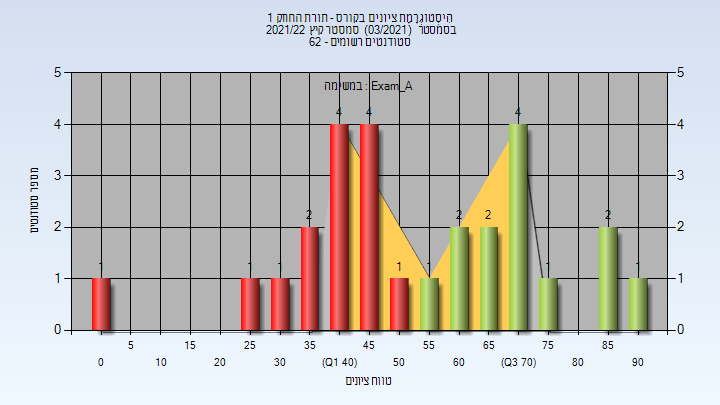 הִיסְטוֹגְרָמַת ציונים בקורס - תורת החוזק 1
בסמסטר (03/2021) סמסטר קיץ 2021/22
סטודנטים רשומים - 62
במשימה : Exam_A
מספר סטודנטים
5 5
4 4
3 3
2 2
1 1
0 0
1 1 1 2 4 4 1 1 2 2 4 1 2 1
5 15 25 35 45 55 65 75 85
0 10 20 30 (Q1 40) 50 60 (Q3 70) 80 90
טווח ציונים